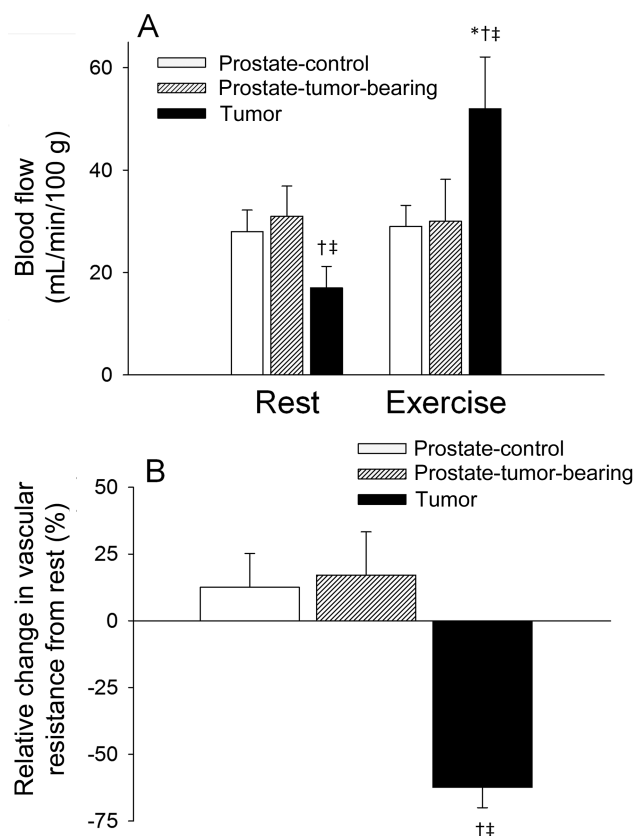 A
Prostate-control
Prostate-tumor-bearing
Tumor
*†‡
†‡
60
40
20
0
Blood flow
(mL/min/100 g)
Rest
Exercise
B
Prostate-control
Prostate-tumor-bearing
Tumor
50
25
0
-25
-50
-75
Relative change in vascular
resistance from rest (%)
†‡